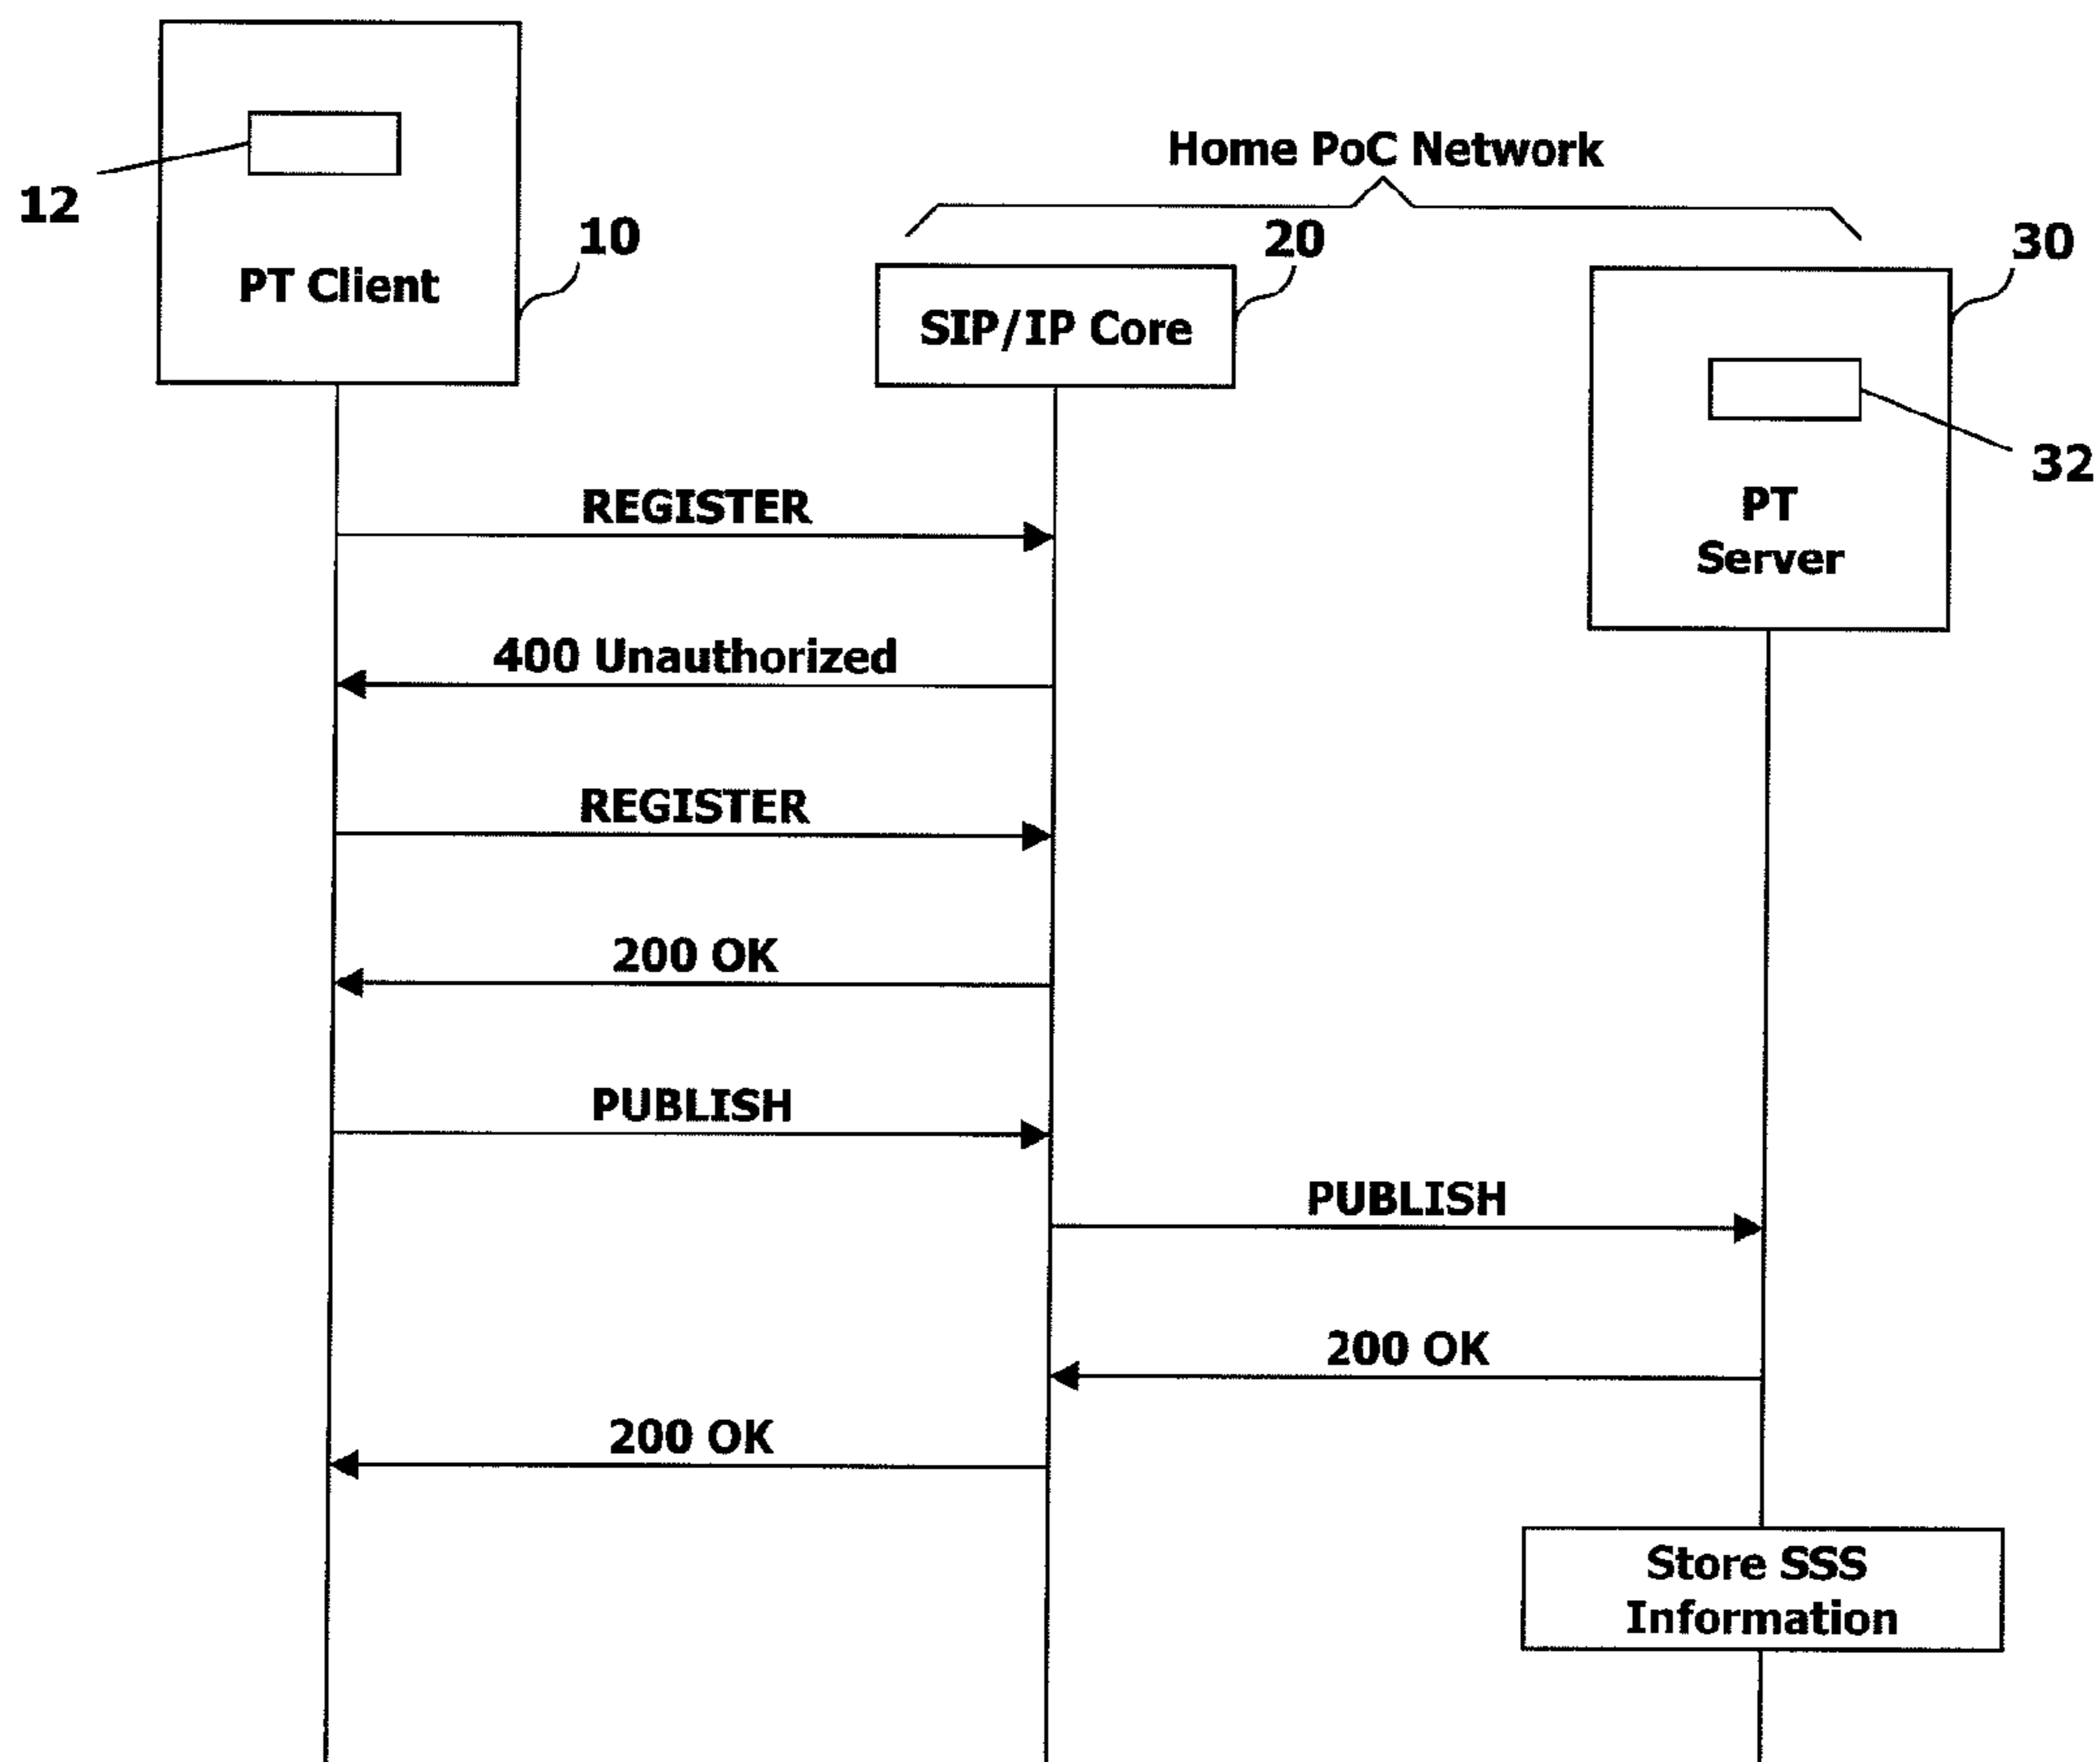 Home PoC Network
12
10
20
30
PT Client
SIP/IP Core
32
PT
Server
REGISTER
400 Unauthorized
REGISTER
200 OK
PUBLISH
PUBLISH
200 OK
200 OK
Store SSS
Information